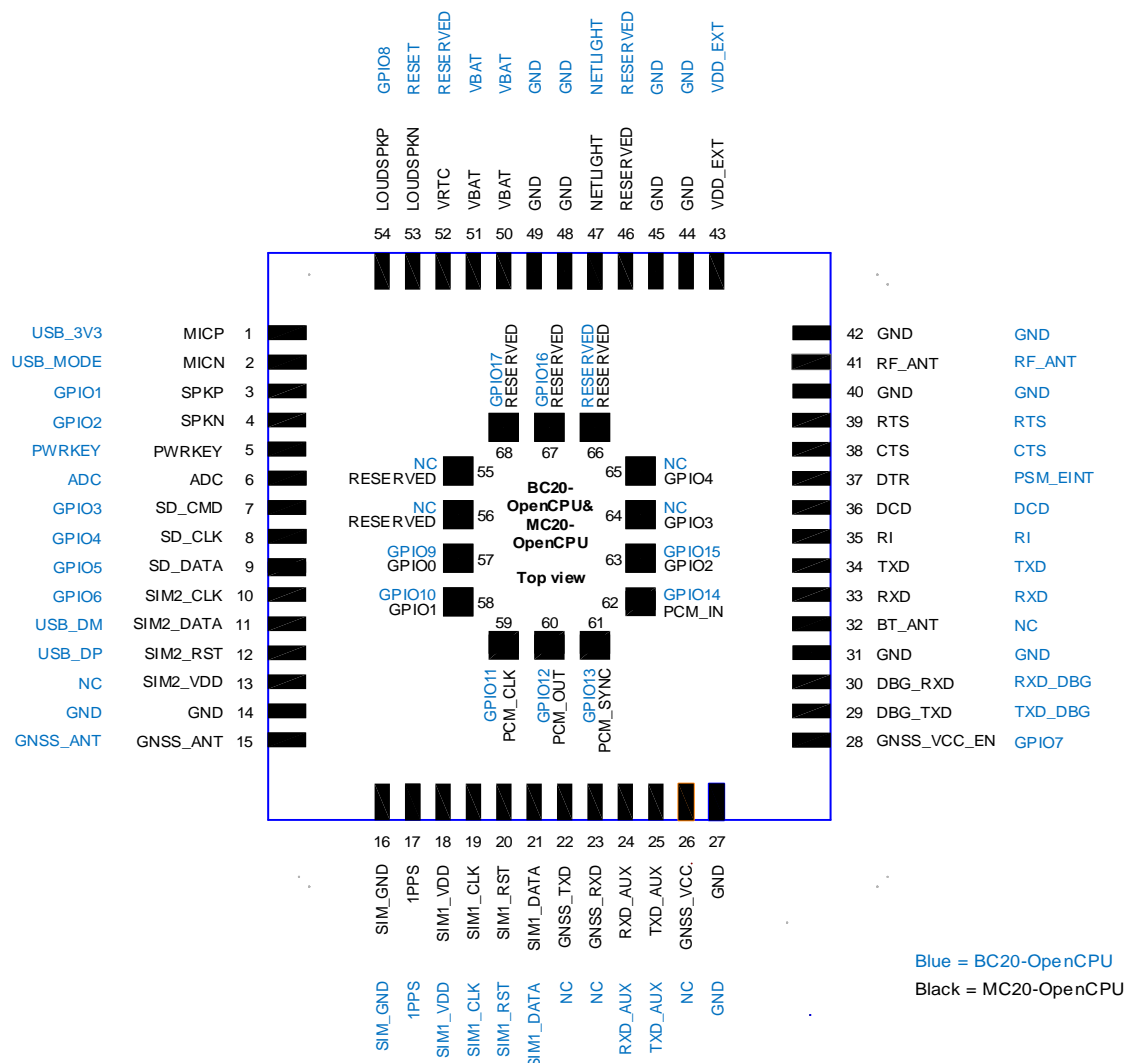 GPIO8 RESET RESERVED VBAT VBAT GND GND NETLIGHT RESERVED GND GND VDD_EXT
LOUDSPKP LOUDSPKN VRTC VBAT VBAT GND GND NETLIGHT RESERVED GND GND VDD_EXT
54 53 52 51 50 49 48 47 46 45 44 43
USB_3V3 MICP 1
USB_MODE MICN 2
GPIO1 SPKP 3
GPIO2 SPKN 4
PWRKEY PWRKEY 5
ADC ADC 6
GPIO3 SD_CMD 7
GPIO4 SD_CLK 8
GPIO5 SD_DATA 9
GPIO6 SIM2_CLK 10
USB_DM SIM2_DATA 11
USB_DP SIM2_RST 12
NC SIM2_VDD 13
GND GND 14
GNSS_ANT GNSS_ANT 15
GPIO17 GPIO16 RESERVED
RESERVED RESERVED RESERVED
68 67 66
NC
RESERVED 55
NC
RESERVED 56
GPIO9
GPIO0 57
GPIO10
GPIO1 58
BC20-
OpenCPU&
MC20-
OpenCPU
Top view
65 NC
GPIO4
64 NC
GPIO3
63 GPIO15
GPIO2
62 GPIO14
PCM_IN
59 60 61
GPIO11 GPIO12 GPIO13
PCM_CLK PCM_OUT PCM_SYNC
42 GND GND
41 RF_ANT RF_ANT
40 GND GND
39 RTS RTS
38 CTS CTS
37 DTR PSM_EINT
36 DCD DCD
35 RI RI
34 TXD TXD
33 RXD RXD
32 BT_ANT NC
31 GND GND
30 DBG_RXD RXD_DBG
29 DBG_TXD TXD_DBG
28 GNSS_VCC_EN GPIO7
16 17 18 19 20 21 22 23 24 25 26 27
SIM_GND 1PPS SIM1_VDD SIM1_CLK SIM1_RST SIM1_DATA GNSS_TXD GNSS_RXD RXD_AUX TXD_AUX GNSS_VCC. GND
SIM_GND 1PPS SIM1_VDD SIM1_CLK SIM1_RST SIM1_DATA NC NC RXD_AUX TXD_AUX NC GND
Blue = BC20-OpenCPU
Black = MC20-OpenCPU